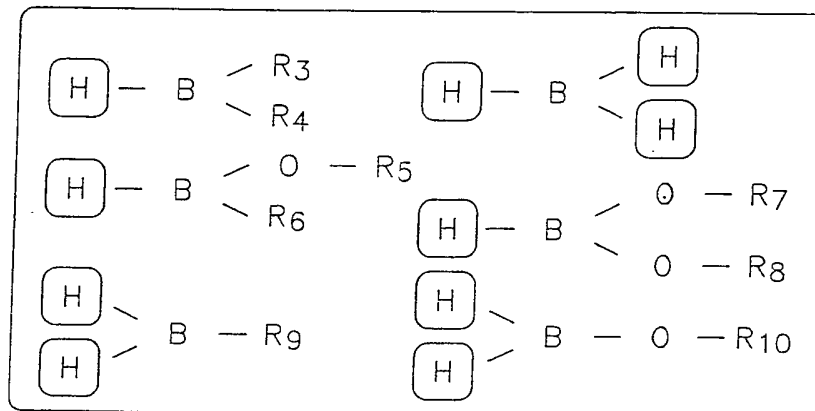 H — B — R3
R4
H — B — O — R5
R6
H
H — B — R9
H — B — H
H
H — B — O — R7
O — R8
H
H — B — O — R10